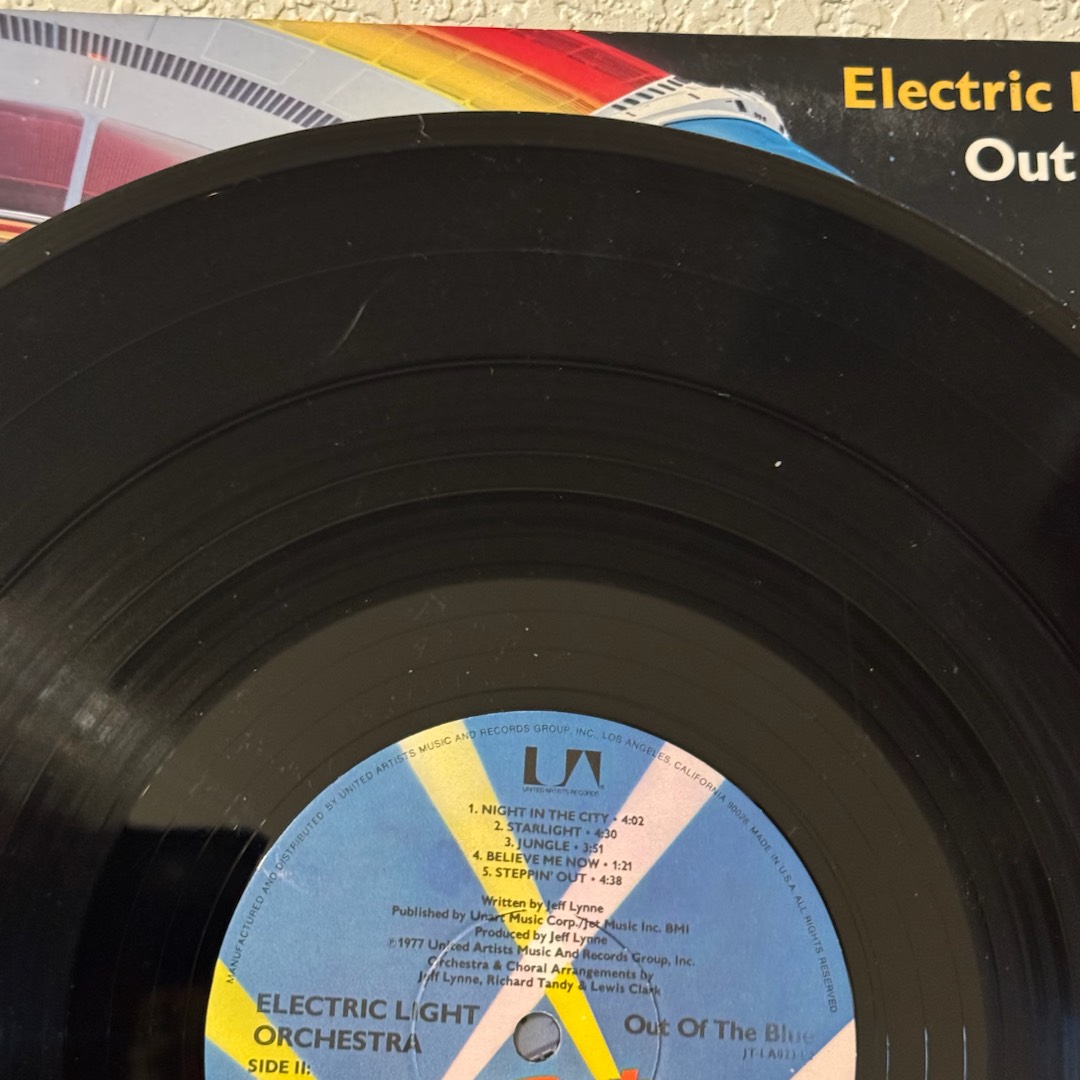 Electric
Out
MANUFACTURED AND DISTRIBUTED BY UNITED ARTISTS MUSIC AND RECORDS GROUP, INC., LOS ANGELES, CALIFORNIA 90028 MADE IN U.S.A. ALL RIGHTS RESERVED
UA
UNITED ARTISTS RECORDS
1. NIGHT IN THE CITY • 4:02
2. STARLIGHT • 4:30
3. JUNGLE • 3:51
4. BELIEVE ME NOW • 1:21
5. STEPPIN' OUT • 4:38
Written by Jeff Lynne
Published by Unart Music Corp./Jet Music Inc. BMI
Produced by Jeff Lynne
℗1977 United Artists Music And Records Group, Inc.
Orchestra & Choral Arrangements by
Jeff Lynne, Richard Tandy & Lewis Clark
ELECTRIC LIGHT
ORCHESTRA
Out Of The Blue
SIDE II: